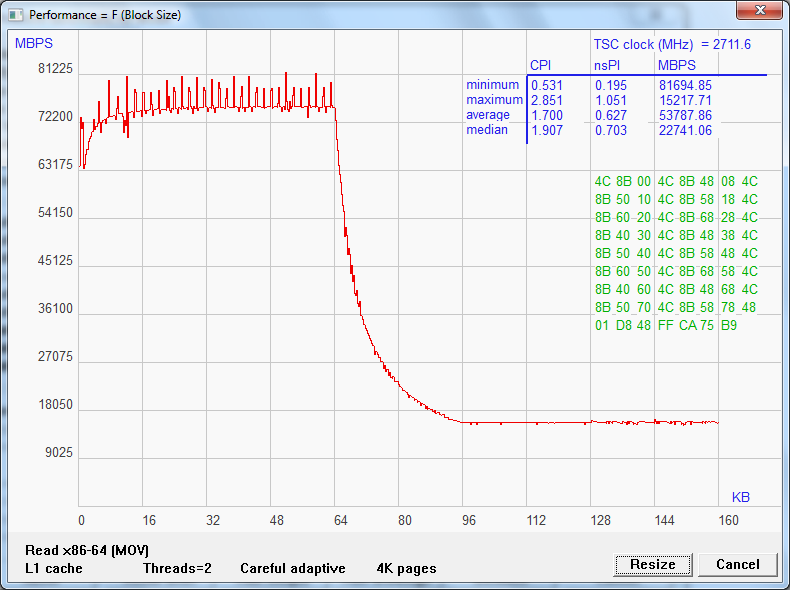 Performance = F (Block Size)
MBPS
TSC clock (MHz) = 2711.6
CPI nsPI MBPS
minimum 0.531 0.195 81694.85
maximum 2.851 1.051 15217.71
average 1.700 0.627 53787.86
median 1.907 0.703 22741.06
81225
72200
63175
54150
45125
36100
27075
18050
9025
4C 8B 00 4C 8B 48 08 4C
8B 50 10 4C 8B 58 18 4C
8B 60 20 4C 8B 68 28 4C
8B 40 30 4C 8B 48 38 4C
8B 50 40 4C 8B 58 48 4C
8B 60 50 4C 8B 68 58 4C
8B 40 60 4C 8B 48 68 4C
8B 50 70 4C 8B 58 78 48
01 D8 48 FF CA 75 B9
KB
0 16 32 48 64 80 96 112 128 144 160
Read x86-64 (MOV)
L1 cache Threads=2 Careful adaptive 4K pages
Resize Cancel